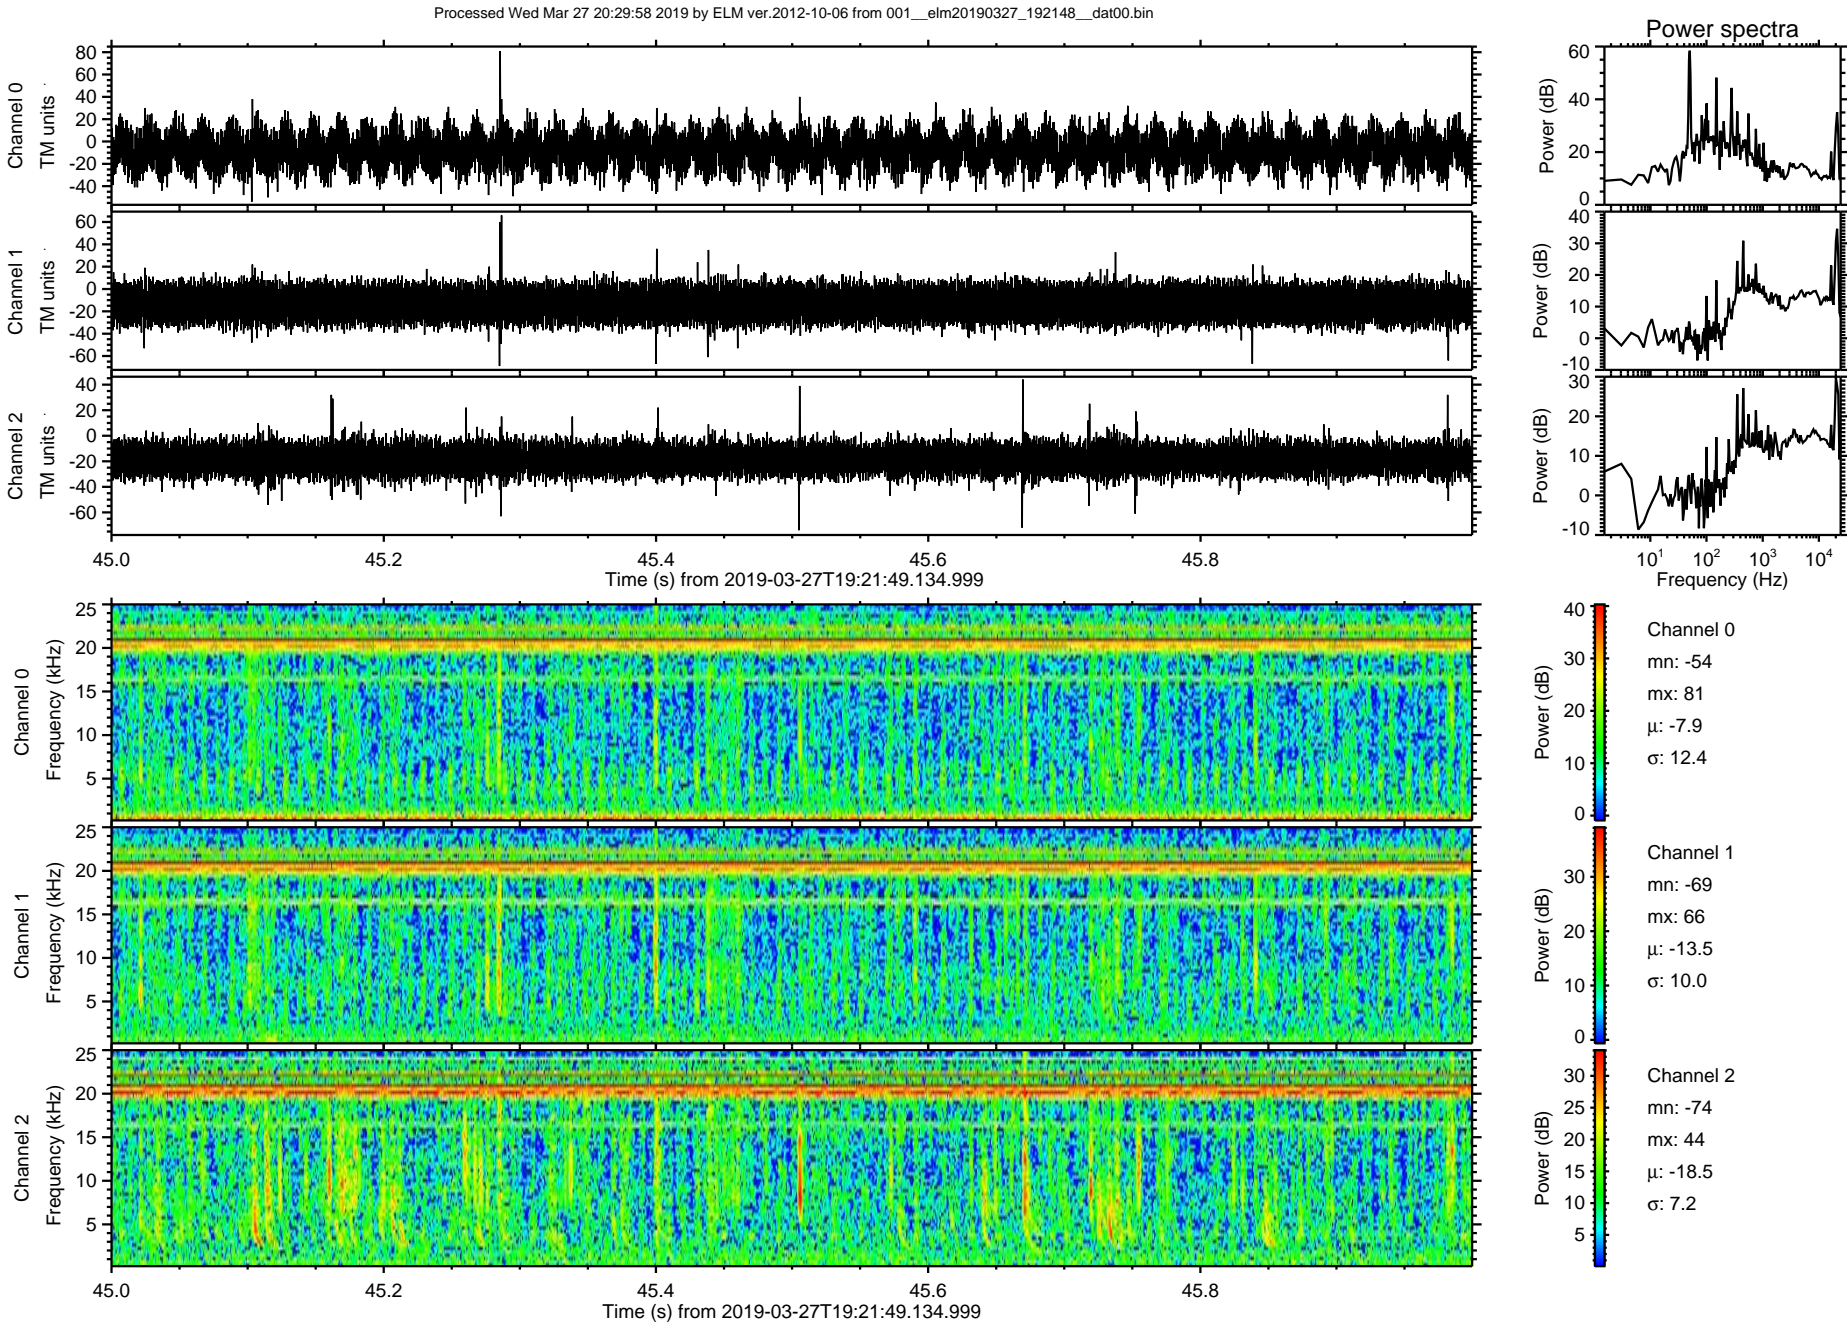 Processed Wed Mar 27 20:29:58 2019 by ELM ver.2012-10-06 from 001__elm20190327_192148__dat00.bin
Power spectra
Channel 0
TM units
80
60
40
20
0
-20
-40
Power (dB)
60
40
20
0
Channel 1
TM units
60
40
20
0
-20
-40
-60
Power (dB)
40
30
20
10
0
-10
Channel 2
TM units
40
20
0
-20
-40
-60
Power (dB)
30
20
10
0
-10
45.0 45.2 45.4 45.6 45.8
Time (s) from 2019-03-27T19:21:49.134.999
10^1 10^2 10^3 10^4
Frequency (Hz)
Channel 0
Frequency (kHz)
25
20
15
10
5
Power (dB)
40
30
20
10
0
Channel 0
mn: -54
mx: 81
μ: -7.9
σ: 12.4
Channel 1
Frequency (kHz)
25
20
15
10
5
Power (dB)
30
20
10
0
Channel 1
mn: -69
mx: 66
μ: -13.5
σ: 10.0
Channel 2
Frequency (kHz)
25
20
15
10
5
Power (dB)
30
25
20
15
10
5
Channel 2
mn: -74
mx: 44
μ: -18.5
σ: 7.2
45.0 45.2 45.4 45.6 45.8
Time (s) from 2019-03-27T19:21:49.134.999